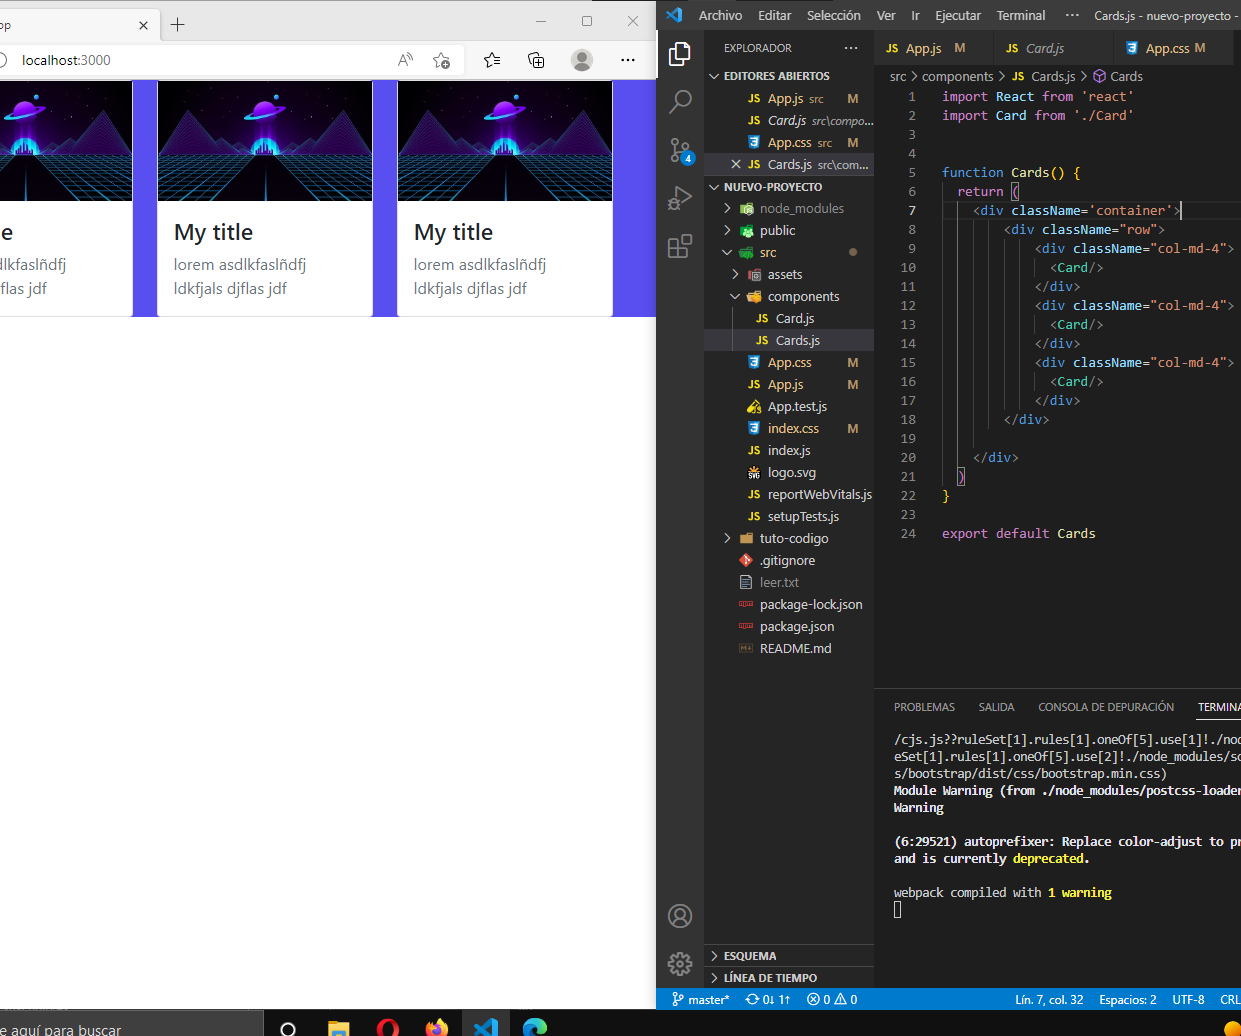 pp
localhost:3000
le
My title
My title
dlkfaslñdfj
lorem asdlkfaslñdfj
lorem asdlkfaslñdfj
jflas jdf
ldkfjals djflas jdf
ldkfjals djflas jdf
Archivo Editar Selección Ver Ir Ejecutar Terminal ··· Cards.js - nuevo-proyecto -
EXPLORADOR ···
EDITORES ABIERTOS
JS App.js src M
JS Card.js src\compo...
App.css src M
JS Cards.js src\com...
NUEVO-PROYECTO
node_modules
public
src
assets
components
JS Card.js
JS Cards.js
App.css M
JS App.js M
App.test.js
index.css M
JS index.js
SVG logo.svg
JS reportWebVitals.js
JS setupTests.js
tuto-codigo
.gitignore
leer.txt
package-lock.json
package.json
README.md
ESQUEMA
LÍNEA DE TIEMPO
4
JS App.js M JS Card.js App.css M
src > components > JS Cards.js > Cards
1 import React from 'react'
2 import Card from './Card'
3
4
5 function Cards() {
6 return (
7 <div className='container'>
8 <div className="row">
9 <div className="col-md-4">
10 <Card/>
11 </div>
12 <div className="col-md-4">
13 <Card/>
14 </div>
15 <div className="col-md-4">
16 <Card/>
17 </div>
18 </div>
19
20 </div>
21 )
22 }
23
24 export default Cards
PROBLEMAS SALIDA CONSOLA DE DEPURACIÓN TERMINA
/cjs.js??ruleSet[1].rules[1].oneOf[5].use[1]!./nod
eSet[1].rules[1].oneOf[5].use[2]!./node_modules/so
s/bootstrap/dist/css/bootstrap.min.css)
Module Warning (from ./node_modules/postcss-loader
Warning
(6:29521) autoprefixer: Replace color-adjust to pr
and is currently deprecated.
webpack compiled with 1 warning
master* 0↓ 1↑ 0 0 Lín. 7, col. 32 Espacios: 2 UTF-8 CRL
e aquí para buscar